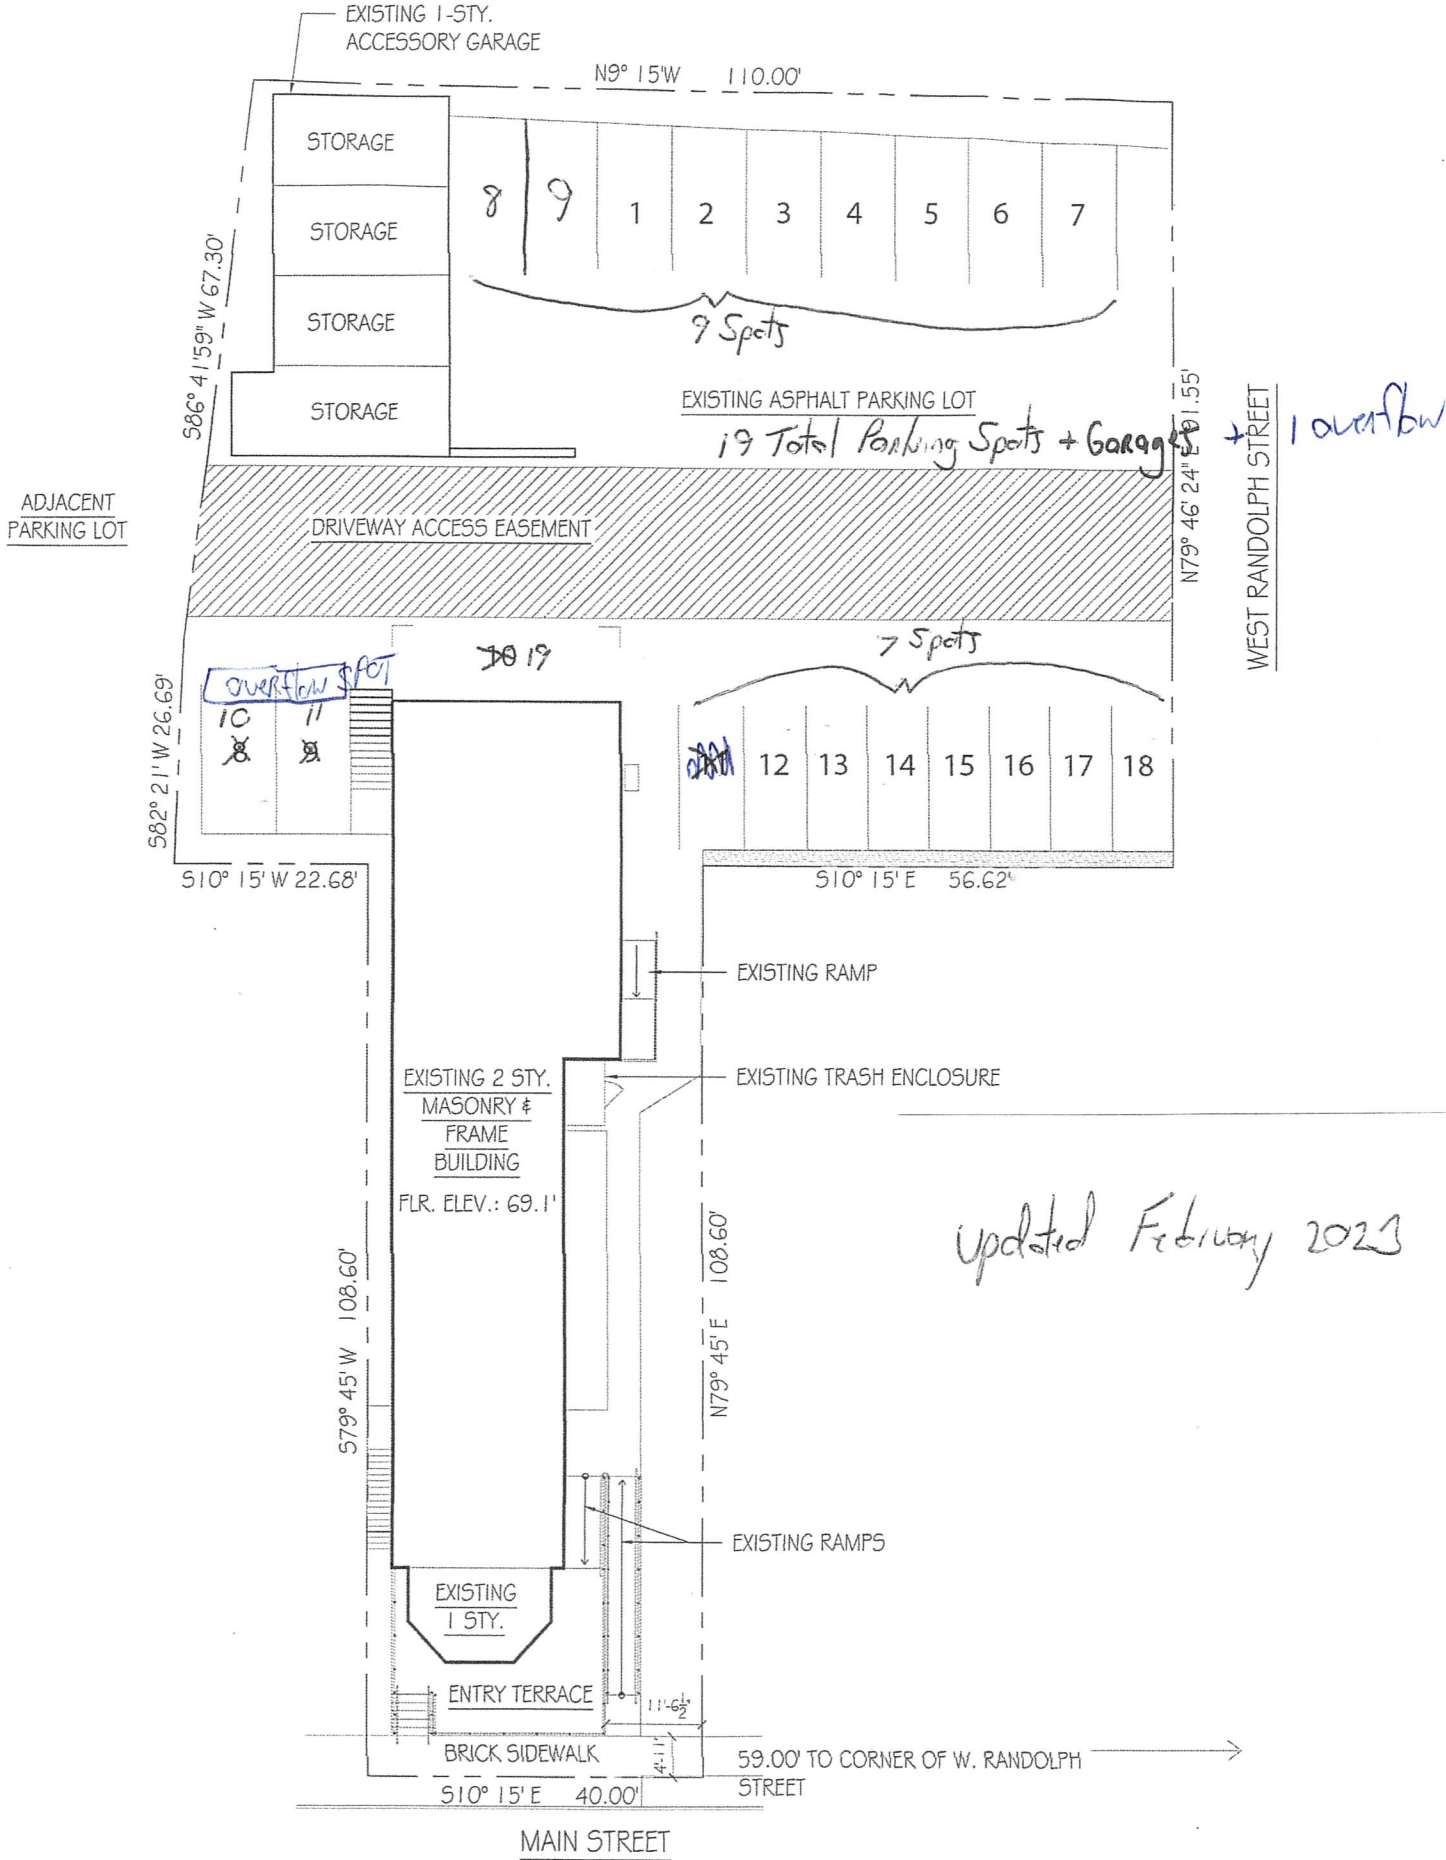 EXISTING 1-STY.
ACCESSORY GARAGE
N9° 15'W 110.00'
STORAGE
STORAGE
STORAGE
STORAGE
8 9 1 2 3 4 5 6 7
9 Spots
S86° 41'59" W 67.30'
EXISTING ASPHALT PARKING LOT
19 Total Parking Spots + Garages + 1 overflow
N79° 46' 24" E 91.55'
WEST RANDOLPH STREET
ADJACENT
PARKING LOT
DRIVEWAY ACCESS EASEMENT
7 Spots
19
overflow SPOT
10 11
8 9
12 13 14 15 16 17 18
S82° 21' W 26.69'
S10° 15' W 22.68'
S10° 15' E 56.62'
EXISTING RAMP
EXISTING TRASH ENCLOSURE
EXISTING 2 STY.
MASONRY &
FRAME
BUILDING
FLR. ELEV.: 69.1'
updated February 2023
S79° 45' W 108.60'
N79° 45' E 108.60'
EXISTING RAMPS
EXISTING
1 STY.
ENTRY TERRACE
11'-6½"
BRICK SIDEWALK
4'-11"
59.00' TO CORNER OF W. RANDOLPH
STREET
S10° 15' E 40.00'
MAIN STREET